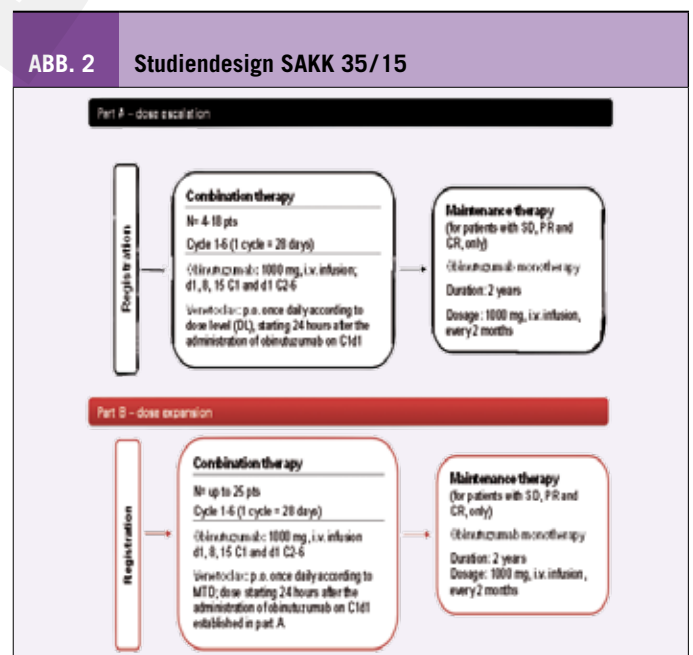 ABB. 2 Studiendesign SAKK 35/15
Part A – dose escalation
Registration
Combination therapy
N= 4-18 pts
Cycle 1-6 (1 cycle = 28 days)
Obinutuzumab: 1000 mg, i.v. infusion;
d1, 8, 15 C1 and d1 C2-6
Venetoclax: p.o. once daily according to
dose level (DL), starting 24 hours after the
administration of obinutuzumab on C1d1
Maintenance therapy
(for patients with SD, PR and
CR, only)
Obinutuzumab monotherapy
Duration: 2 years
Dosage: 1000 mg, i.v. infusion,
every 2 months
Part B – dose expansion
Registration
Combination therapy
N= up to 25 pts
Cycle 1-6 (1 cycle = 28 days)
Obinutuzumab: 1000 mg, i.v. infusion
d1, 8, 15 C1 and d1 C2-6
Venetoclax: p.o. once daily according to
MTD; dose starting 24 hours after the
administration of obinutuzumab on C1d1
established in part A
Maintenance therapy
(for patients with SD, PR and
CR, only)
Obinutuzumab monotherapy
Duration: 2 years
Dosage: 1000 mg, i.v. infusion,
every 2 months